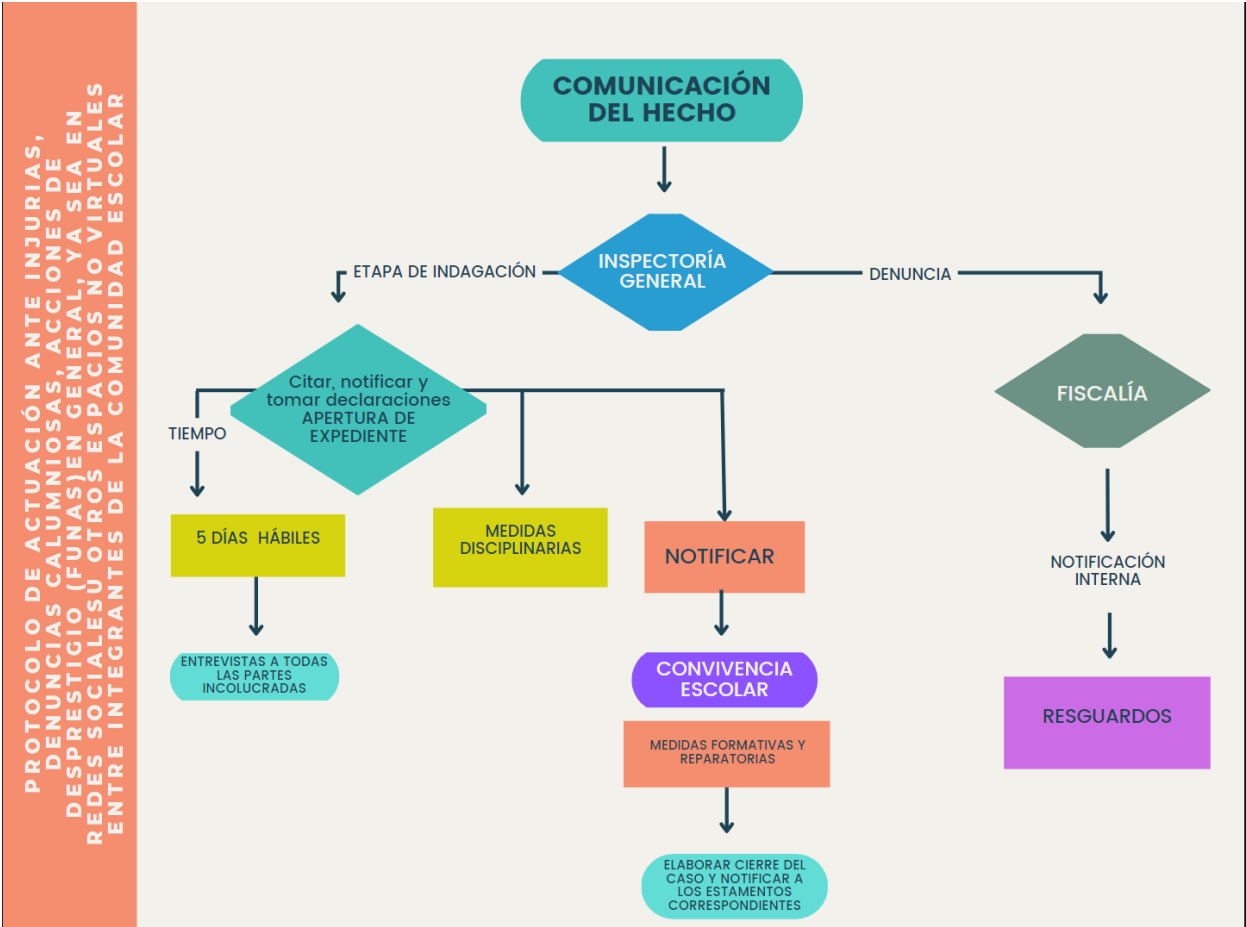 PROTOCOLO DE ACTUACIÓN ANTE INJURIAS,
DENUNCIAS CALUMNIOSAS, ACCIONES DE
DESPRESTIGIO (FUNAS)EN GENERAL, YA SEA EN
REDES SOCIALESU OTROS ESPACIOS NO VIRTUALES
ENTRE INTEGRANTES DE LA COMUNIDAD ESCOLAR
COMUNICACIÓN
DEL HECHO
INSPECTORÍA
GENERAL
ETAPA DE INDAGACIÓN
DENUNCIA
Citar, notificar y
tomar declaraciones
APERTURA DE
EXPEDIENTE
FISCALÍA
TIEMPO
5 DÍAS HÁBILES
MEDIDAS
DISCIPLINARIAS
NOTIFICAR
NOTIFICACIÓN
INTERNA
ENTREVISTAS A TODAS
LAS PARTES
INCOLUCRADAS
CONVIVENCIA
ESCOLAR
RESGUARDOS
MEDIDAS FORMATIVAS Y
REPARATORIAS
ELABORAR CIERRE DEL
CASO Y NOTIFICAR A
LOS ESTAMENTOS
CORRESPONDIENTES